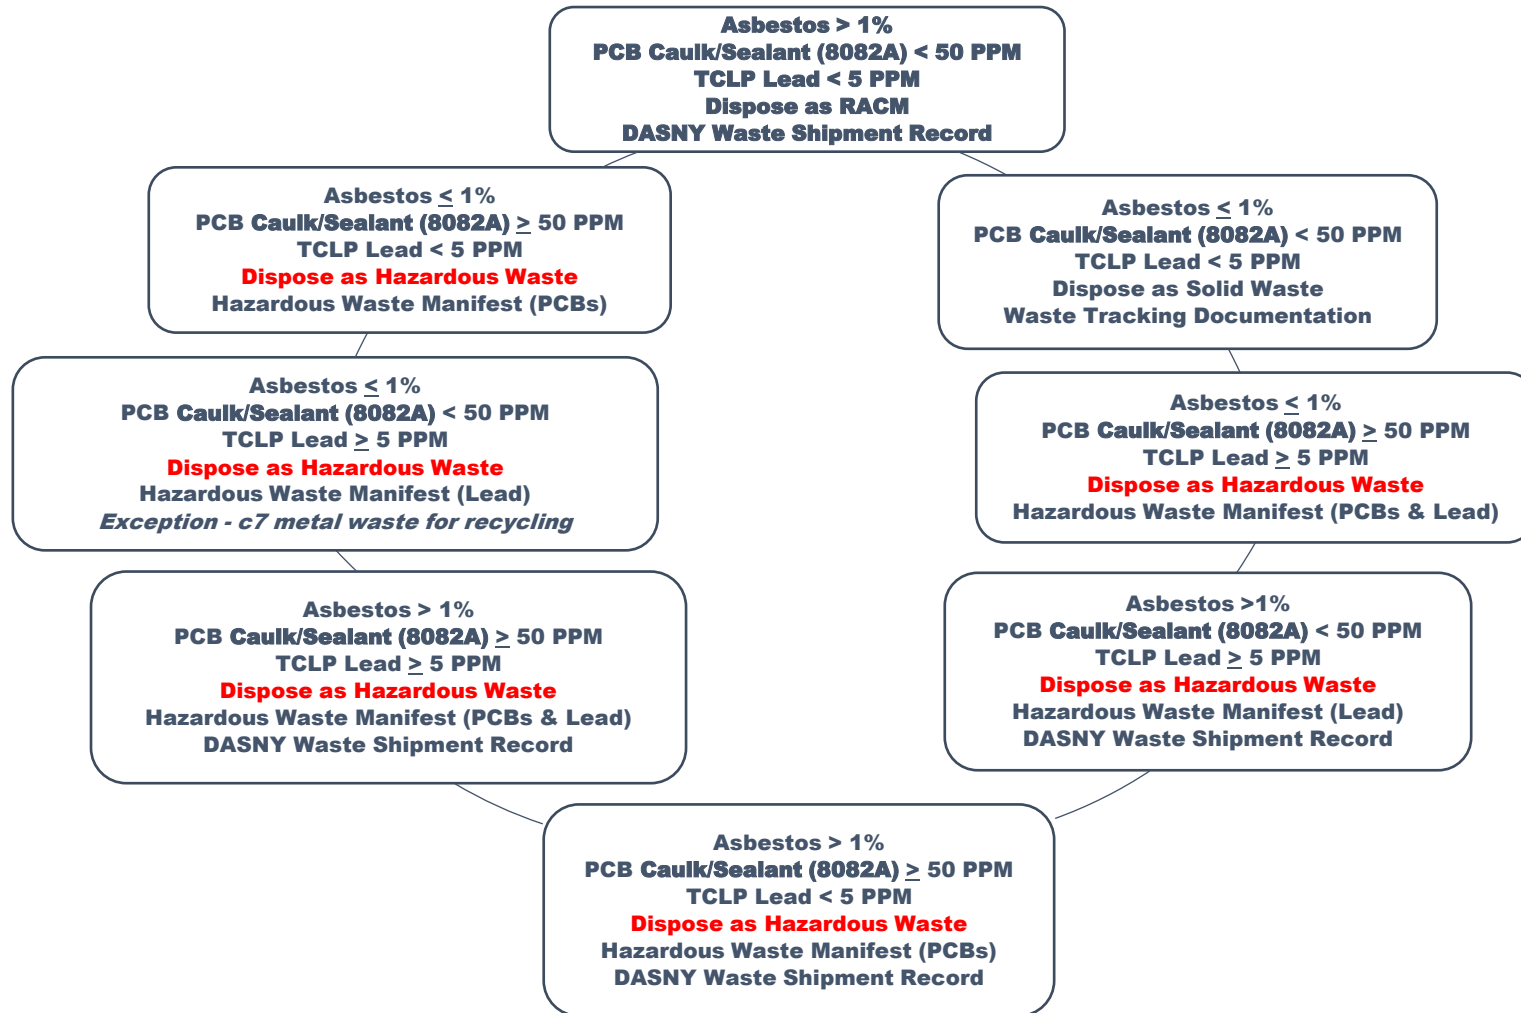 Asbestos > 1%
PCB Caulk/Sealant (8082A) < 50 PPM
TCLP Lead < 5 PPM
Dispose as RACM
DASNY Waste Shipment Record
Asbestos ≤ 1%
PCB Caulk/Sealant (8082A) ≥ 50 PPM
TCLP Lead < 5 PPM
Dispose as Hazardous Waste
Hazardous Waste Manifest (PCBs)
Asbestos ≤ 1%
PCB Caulk/Sealant (8082A) < 50 PPM
TCLP Lead < 5 PPM
Dispose as Solid Waste
Waste Tracking Documentation
Asbestos ≤ 1%
PCB Caulk/Sealant (8082A) < 50 PPM
TCLP Lead ≥ 5 PPM
Dispose as Hazardous Waste
Hazardous Waste Manifest (Lead)
Exception - c7 metal waste for recycling
Asbestos ≤ 1%
PCB Caulk/Sealant (8082A) ≥ 50 PPM
TCLP Lead ≥ 5 PPM
Dispose as Hazardous Waste
Hazardous Waste Manifest (PCBs & Lead)
Asbestos > 1%
PCB Caulk/Sealant (8082A) ≥ 50 PPM
TCLP Lead ≥ 5 PPM
Dispose as Hazardous Waste
Hazardous Waste Manifest (PCBs & Lead)
DASNY Waste Shipment Record
Asbestos >1%
PCB Caulk/Sealant (8082A) < 50 PPM
TCLP Lead ≥ 5 PPM
Dispose as Hazardous Waste
Hazardous Waste Manifest (Lead)
DASNY Waste Shipment Record
Asbestos > 1%
PCB Caulk/Sealant (8082A) ≥ 50 PPM
TCLP Lead < 5 PPM
Dispose as Hazardous Waste
Hazardous Waste Manifest (PCBs)
DASNY Waste Shipment Record